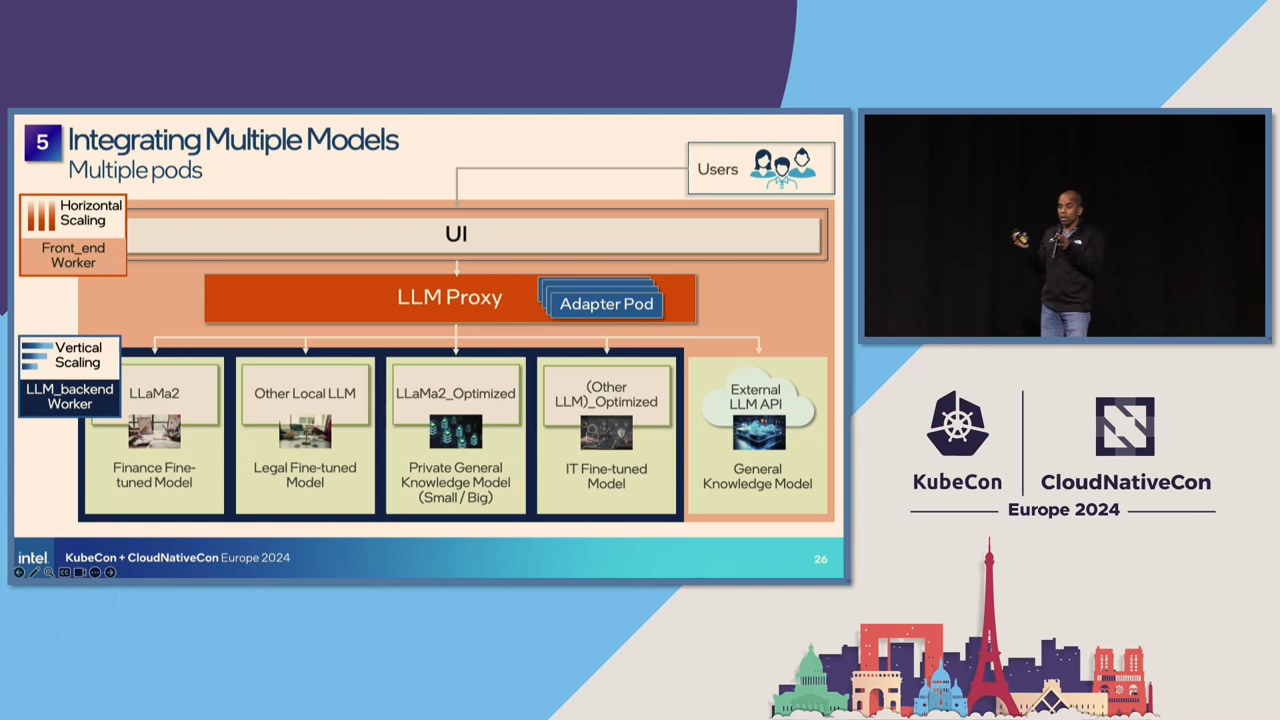 5
Integrating Multiple Models
Multiple pods
Users
Horizontal
Scaling
Front_end
Worker
UI
LLM Proxy
Adapter Pod
Vertical
Scaling
LLM_backend
Worker
LLaMa2
Finance Fine-
tuned Model
Other Local LLM
Legal Fine-tuned
Model
LLaMa2_Optimized
Private General
Knowledge Model
(Small / Big)
(Other
LLM)_Optimized
IT Fine-tuned
Model
External
LLM API
General
Knowledge Model
intel
KubeCon + CloudNativeCon Europe 2024
26
KubeCon
CloudNativeCon
Europe 2024